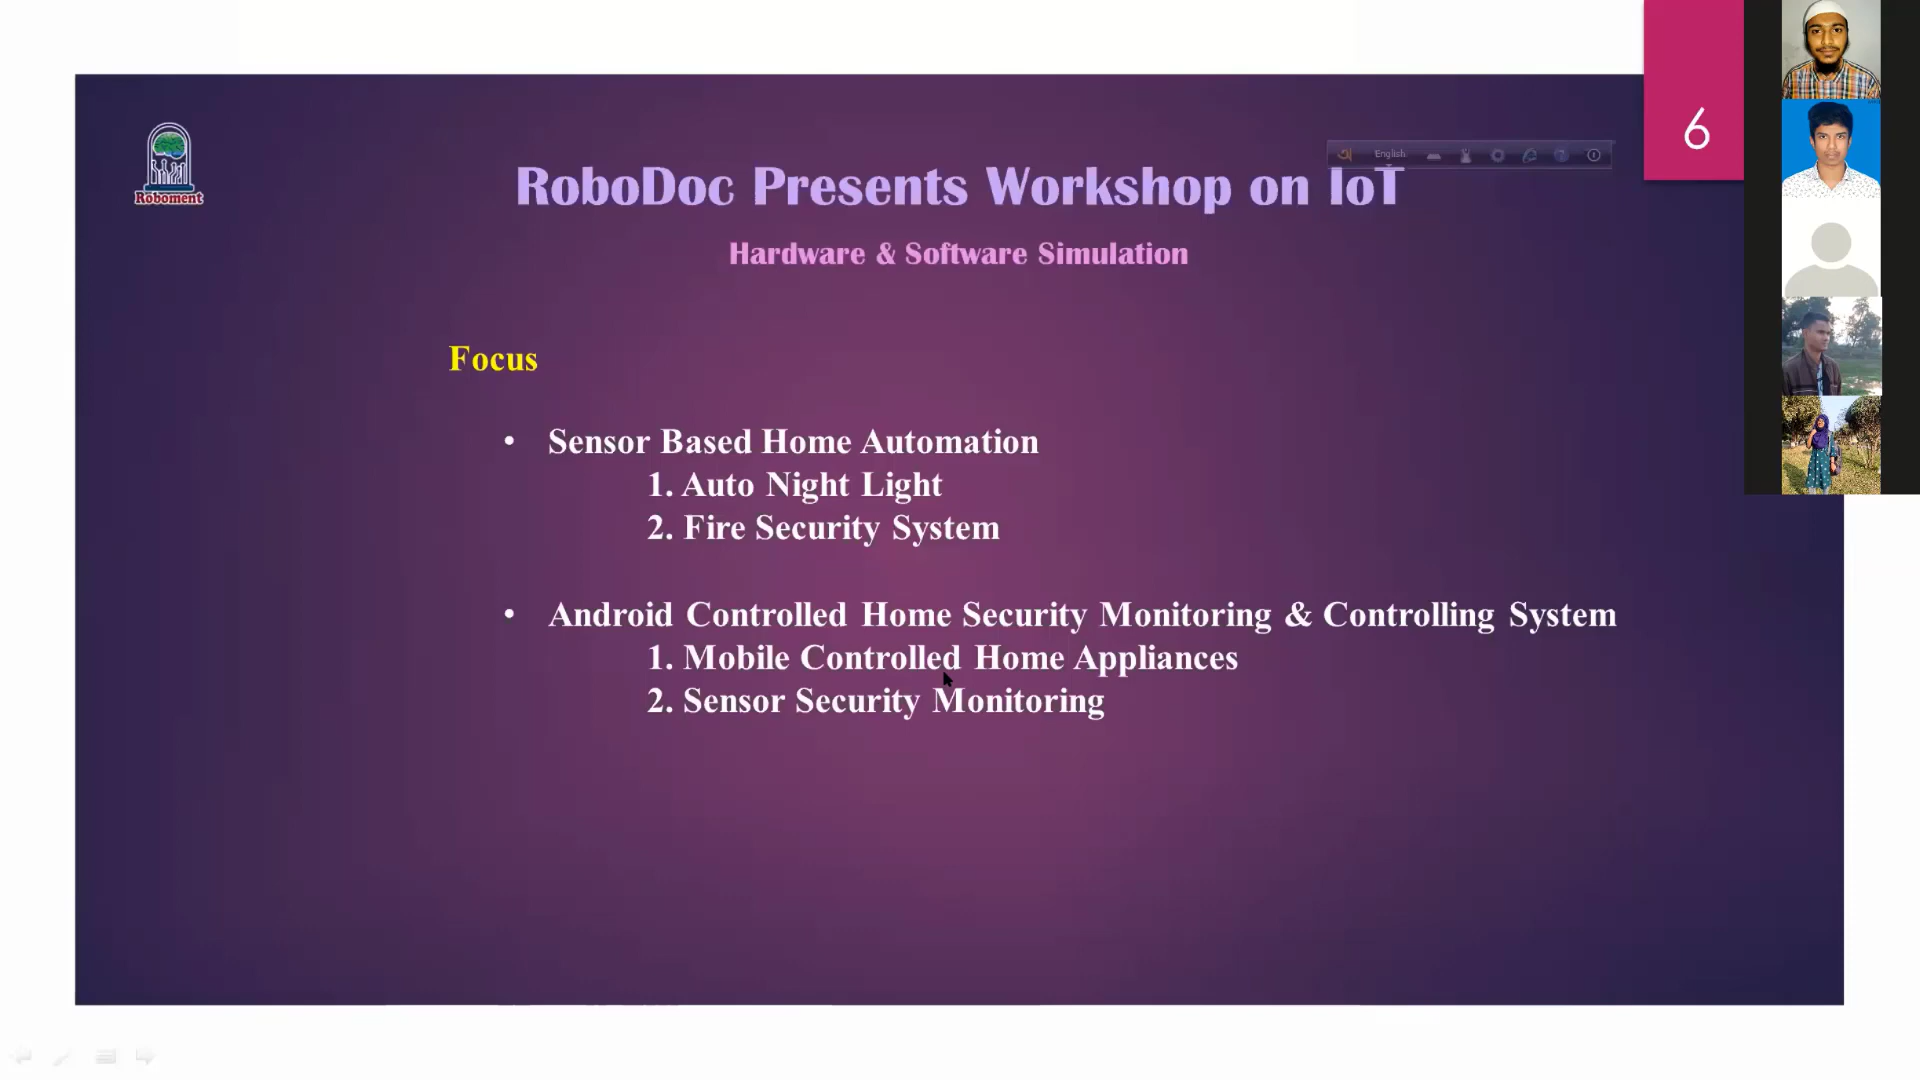 6
অ English
Roboment
RoboDoc Presents Workshop on IoT
Hardware & Software Simulation
Focus
• Sensor Based Home Automation
1. Auto Night Light
2. Fire Security System
• Android Controlled Home Security Monitoring & Controlling System
1. Mobile Controlled Home Appliances
2. Sensor Security Monitoring